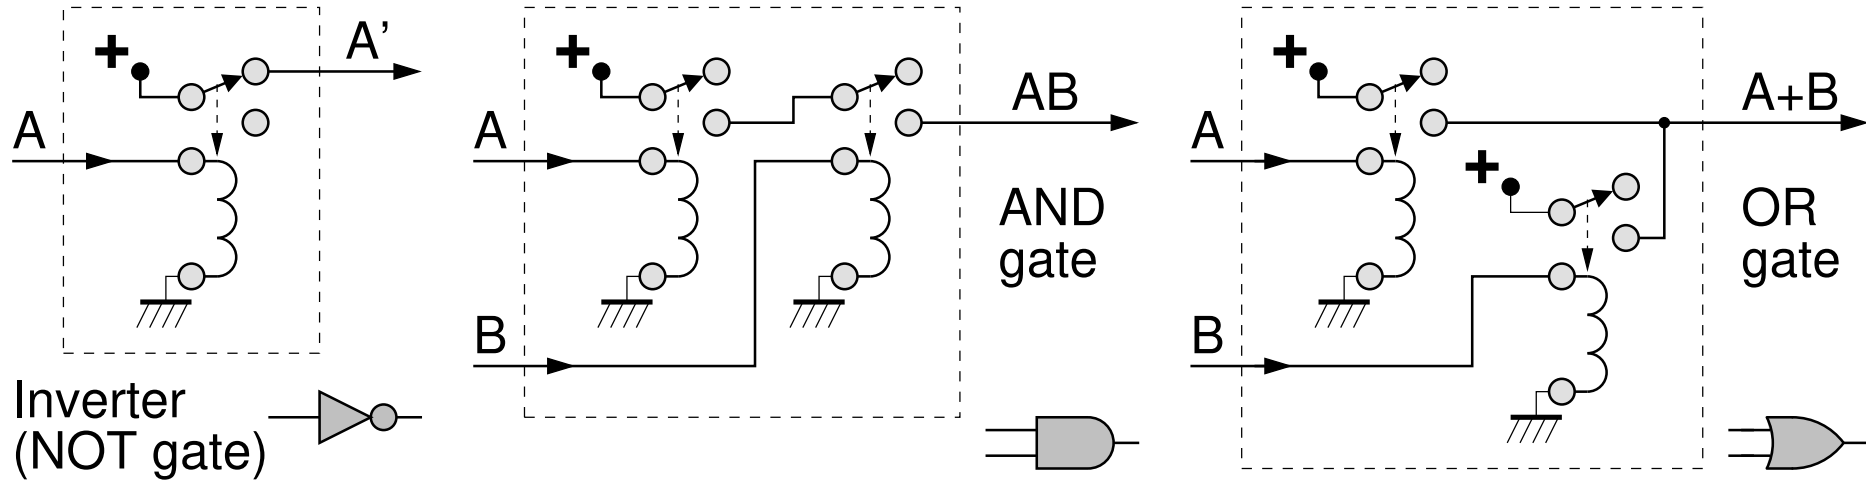 +
A’
A
Inverter
(NOT gate)
+
A
B
AB
AND
gate
+
A
+
B
A+B
OR
gate